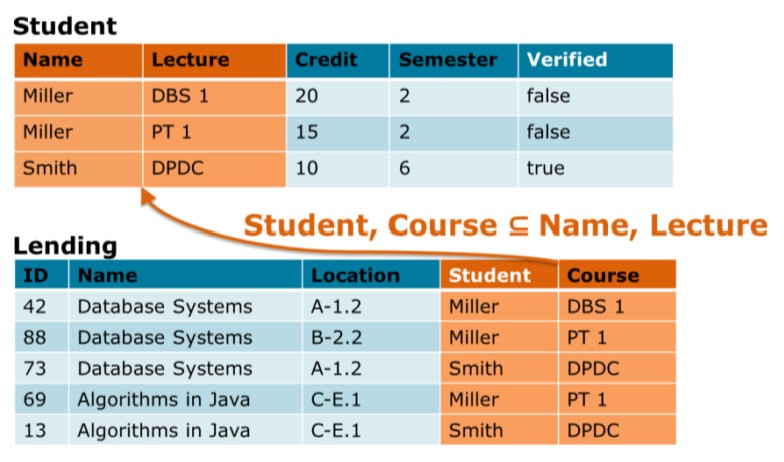 Student
Name Lecture Credit Semester Verified
Miller DBS 1 20 2 false
Miller PT 1 15 2 false
Smith DPDC 10 6 true
Student, Course ⊆ Name, Lecture
Lending
ID Name Location Student Course
42 Database Systems A-1.2 Miller DBS 1
88 Database Systems B-2.2 Miller PT 1
73 Database Systems A-1.2 Smith DPDC
69 Algorithms in Java C-E.1 Miller PT 1
13 Algorithms in Java C-E.1 Smith DPDC